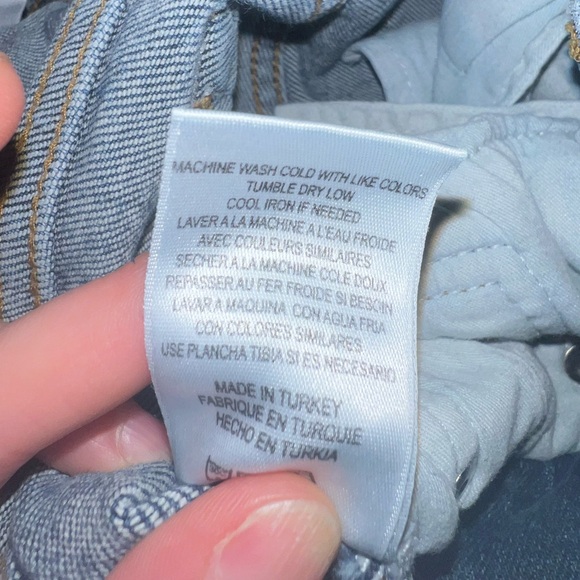 MACHINE WASH COLD WITH LIKE COLORS
TUMBLE DRY LOW
COOL IRON IF NEEDED
LAVER A LA MACHINE A L'EAU FROIDE
AVEC COULEURS SIMILAIRES
SECHER A LA MACHINE CCLE DOUX
REPASSER AU FER FROIDE SI BESOIN
LAVAR A MAQUINA CON AGUA FRIA
CON COLORES SIMILARES
USE PLANCHA TIBIA SI ES NECESARIO
MADE IN TURKEY
FABRIQUE EN TURQUIE
HECHO EN TURKIA